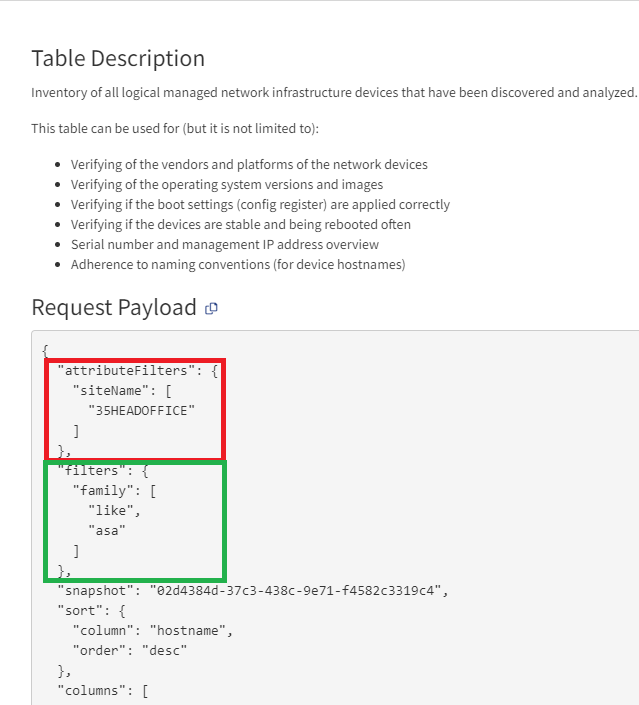 Table Description
Inventory of all logical managed network infrastructure devices that have been discovered and analyzed.
This table can be used for (but it is not limited to):
Verifying of the vendors and platforms of the network devices
Verifying of the operating system versions and images
Verifying if the boot settings (config register) are applied correctly
Verifying if the devices are stable and being rebooted often
Serial number and management IP address overview
Adherence to naming conventions (for device hostnames)
Request Payload
{
"attributeFilters": {
"siteName": [
"35HEADOFFICE"
]
},
"filters": {
"family": [
"like",
"asa"
]
},
"snapshot": "02d4384d-37c3-438c-9e71-f4582c3319c4",
"sort": {
"column": "hostname",
"order": "desc"
},
"columns": [